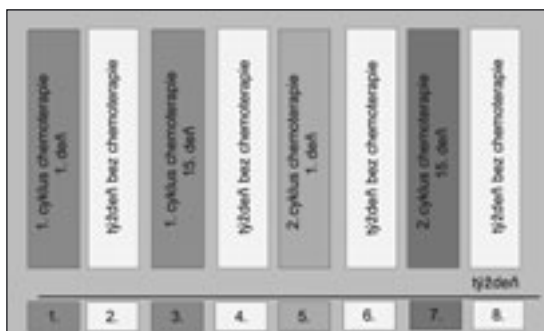 1. cyklus chemoterapie
1. deň
týždeň bez chemoterapie
1. cyklus chemoterapie
15. deň
týždeň bez chemoterapie
2.cyklus chemoterapie
1. deň
týždeň bez chemoterapie
2.cyklus chemoterapie
15. deň
týždeň bez chemoterapie
týždeň
1. 2. 3. 4. 5. 6. 7. 8.